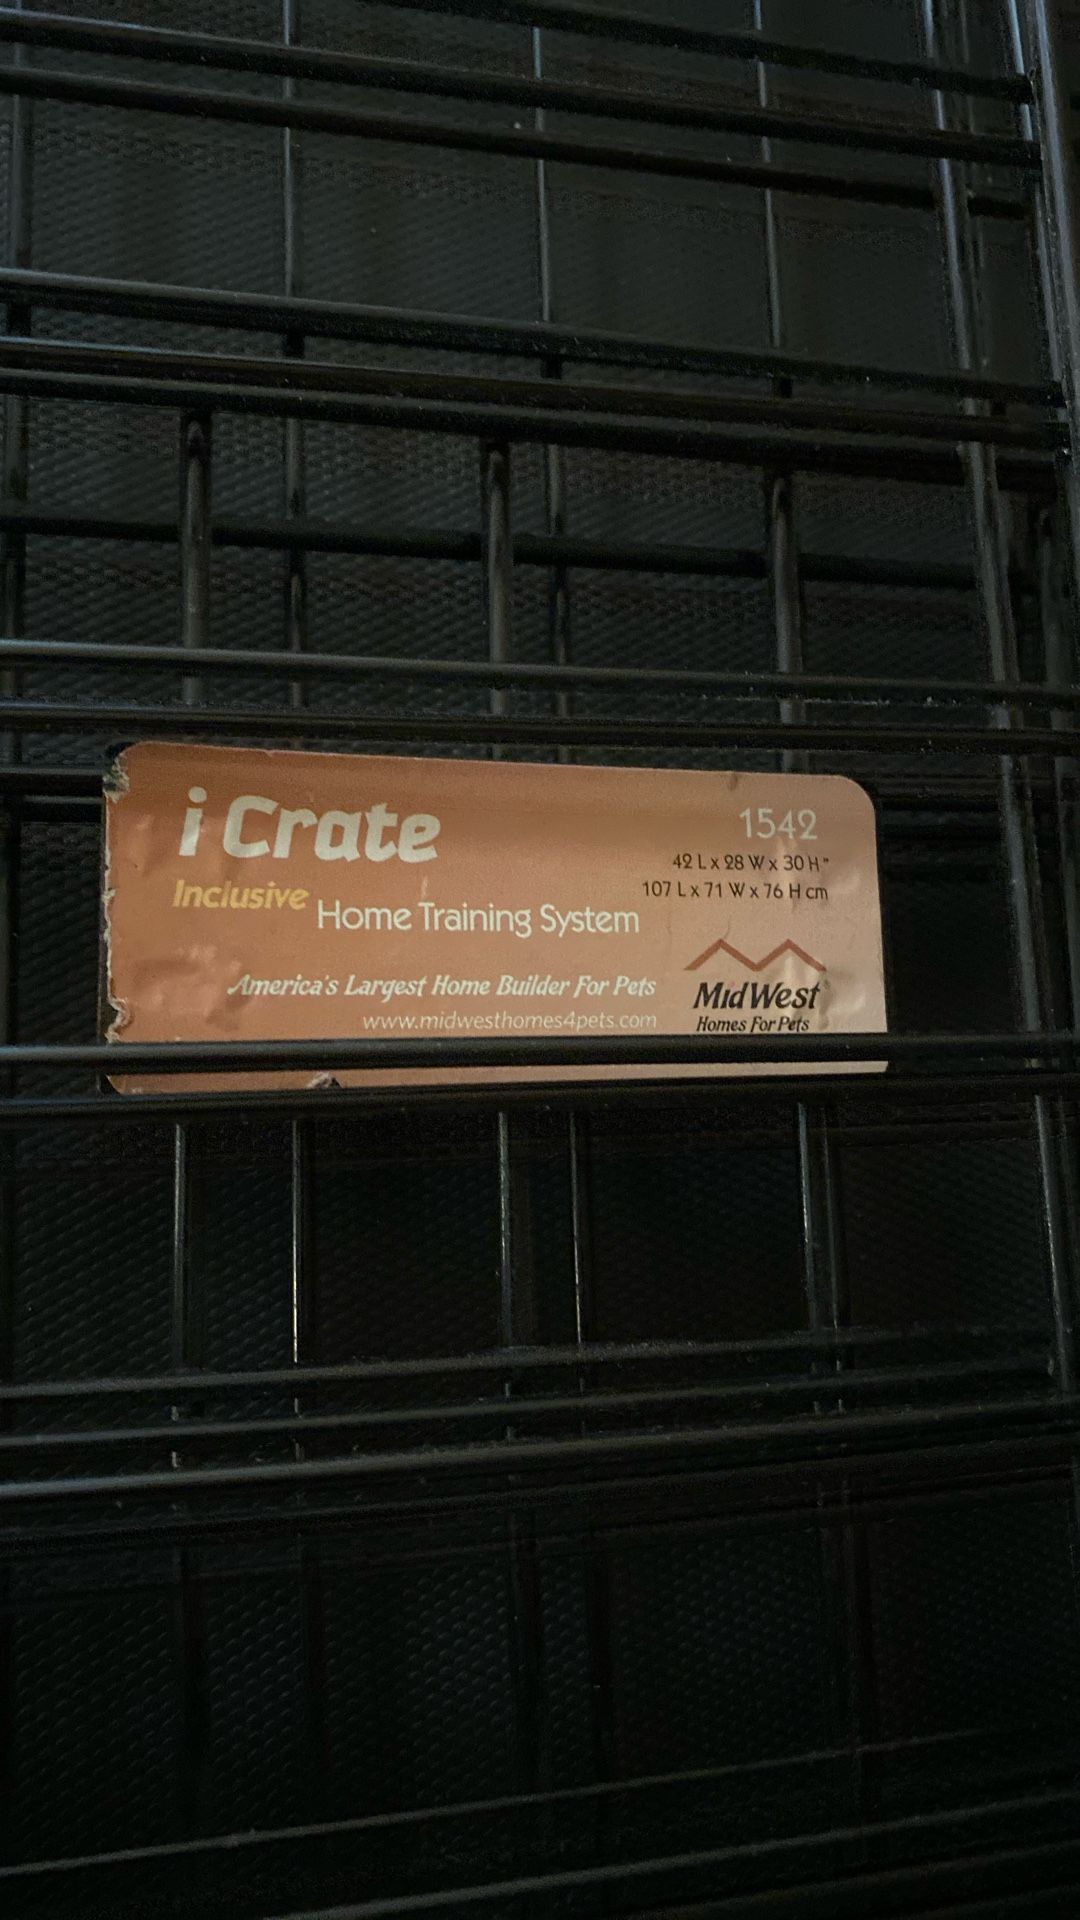 i Crate
1542
42 L x 28 W x 30 H"
107 L x 71 W x 76 H cm
Inclusive
Home Training System
America's Largest Home Builder For Pets
www.midwesthomes4pets.com
MidWest
Homes For Pets